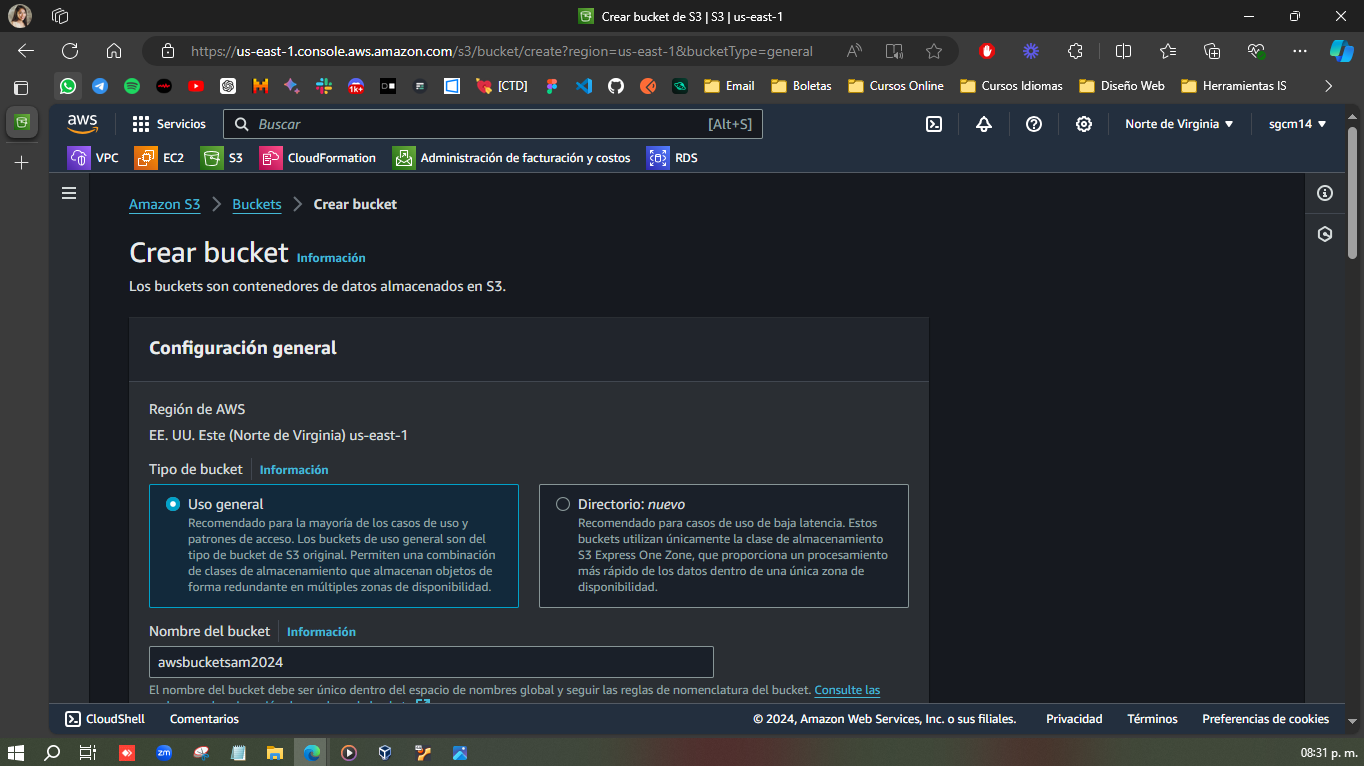 Crear bucket de S3 | S3 | us-east-1
https://us-east-1.console.aws.amazon.com/s3/bucket/create?region=us-east-1&bucketType=general
1k+
[CTD]
Email
Boletas
Cursos Online
Cursos Idiomas
Diseño Web
Herramientas IS
aws
Servicios
Buscar
[Alt+S]
Norte de Virginia
sgcm14
VPC
EC2
S3
CloudFormation
Administración de facturación y costos
RDS
Amazon S3
Buckets
Crear bucket
Crear bucket Información
Los buckets son contenedores de datos almacenados en S3.
Configuración general
Región de AWS
EE. UU. Este (Norte de Virginia) us-east-1
Tipo de bucket Información
Uso general
Recomendado para la mayoría de los casos de uso y
patrones de acceso. Los buckets de uso general son del
tipo de bucket de S3 original. Permiten una combinación
de clases de almacenamiento que almacenan objetos de
forma redundante en múltiples zonas de disponibilidad.
Directorio: nuevo
Recomendado para casos de uso de baja latencia. Estos
buckets utilizan únicamente la clase de almacenamiento
S3 Express One Zone, que proporciona un procesamiento
más rápido de los datos dentro de una única zona de
disponibilidad.
Nombre del bucket Información
awsbucketsam2024
El nombre del bucket debe ser único dentro del espacio de nombres global y seguir las reglas de nomenclatura del bucket. Consulte las
CloudShell
Comentarios
© 2024, Amazon Web Services, Inc. o sus filiales.
Privacidad
Términos
Preferencias de cookies
zm
08:31 p. m.